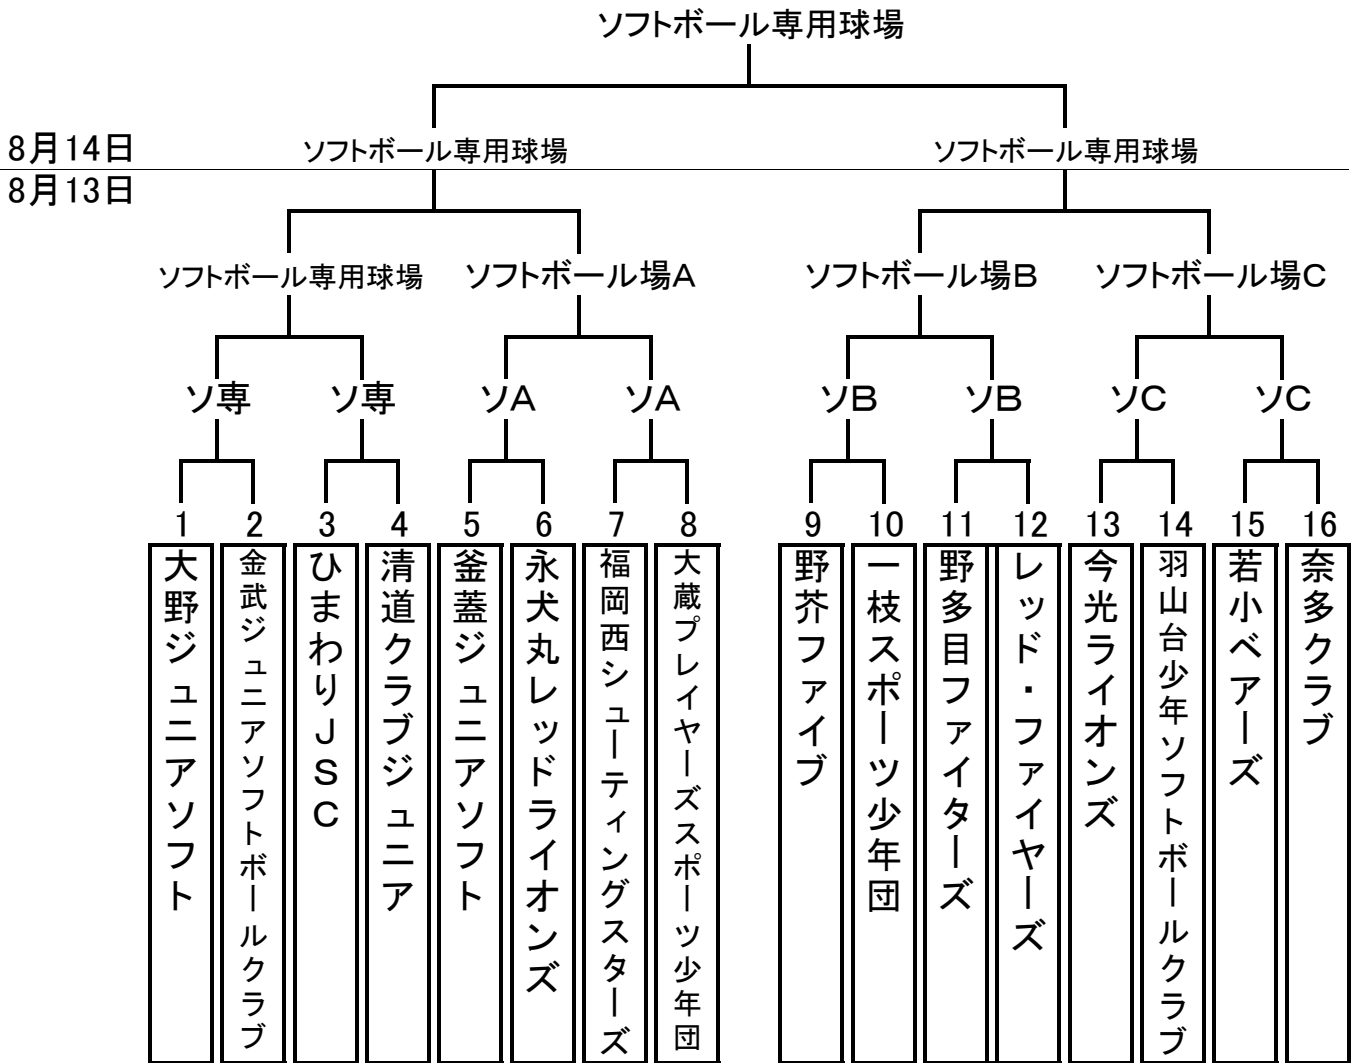 ソフトボール専用球場
8月14日
ソフトボール専用球場
ソフトボール専用球場
8月13日
ソフトボール専用球場
ソフトボール場A
ソフトボール場B
ソフトボール場C
ソ専
ソ専
ソA
ソA
ソB
ソB
ソC
ソC
1
2
3
4
5
6
7
8
9
10
11
12
13
14
15
16
大野ジュニアソフト
金武ジュニアソフトボールクラブ
ひまわりJSC
清道クラブジュニア
釜蓋ジュニアソフト
永犬丸レッドライオンズ
福岡西シューティングスターズ
大蔵プレイヤーズスポーツ少年団
野芥ファイブ
一枝スポーツ少年団
野多目ファイターズ
レッド・ファイヤーズ
今光ライオンズ
羽山台少年ソフトボールクラブ
若小ベアーズ
奈多クラブ